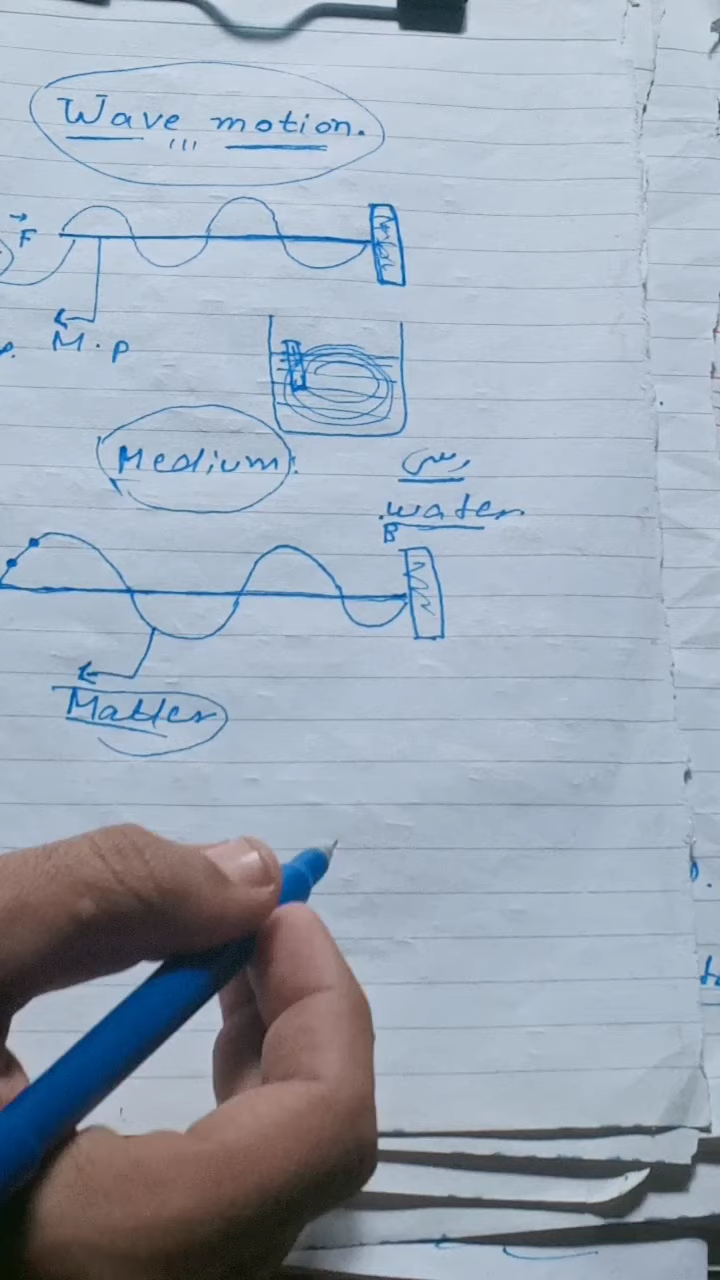 Wave motion.
F
M.p
Medium.
رسی
water
B
Matter